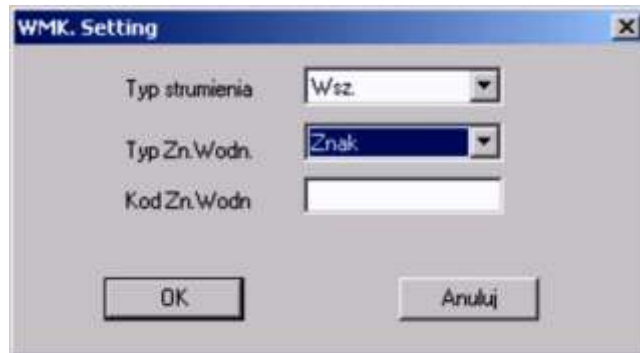 WMK. Setting
Typ strumienia Wsz.
Typ Zn.Wodn. Znak
Kod Zn.Wodn
OK Anuluj